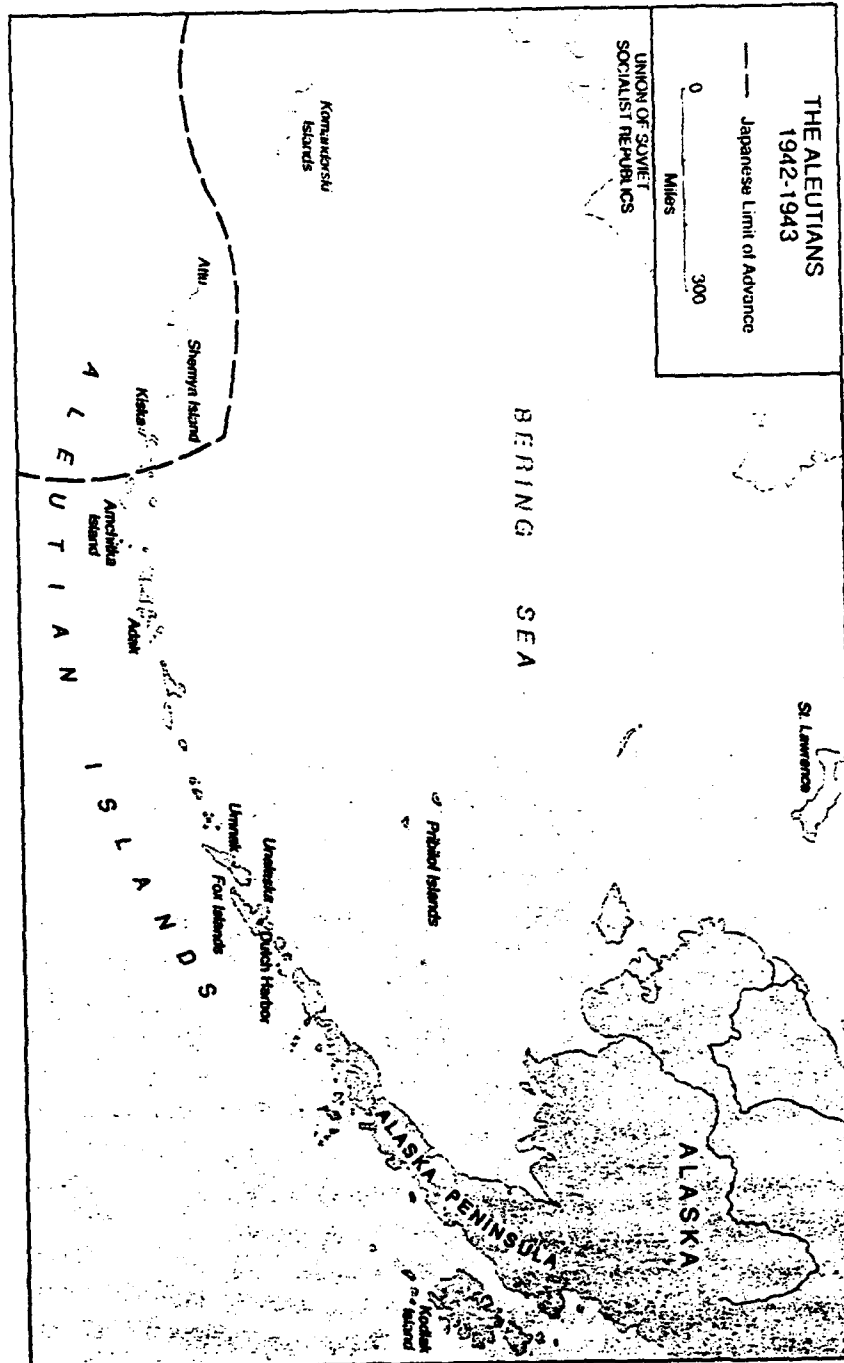 THE ALEUTIANS
1942-1943
Japanese Limit of Advance
0
300
Miles
UNION OF SOVIET
SOCIALIST REPUBLICS
Komandorski
Islands
Attu
Shemya Island
Kiska
Amchitka
Island
Adak
ALEUTIAN ISLANDS
BERING SEA
St. Lawrence
Pribilof Islands
Umnak
Unalaska
Fox Islands
Dutch Harbor
ALASKA PENINSULA
ALASKA
Kodiak
Island